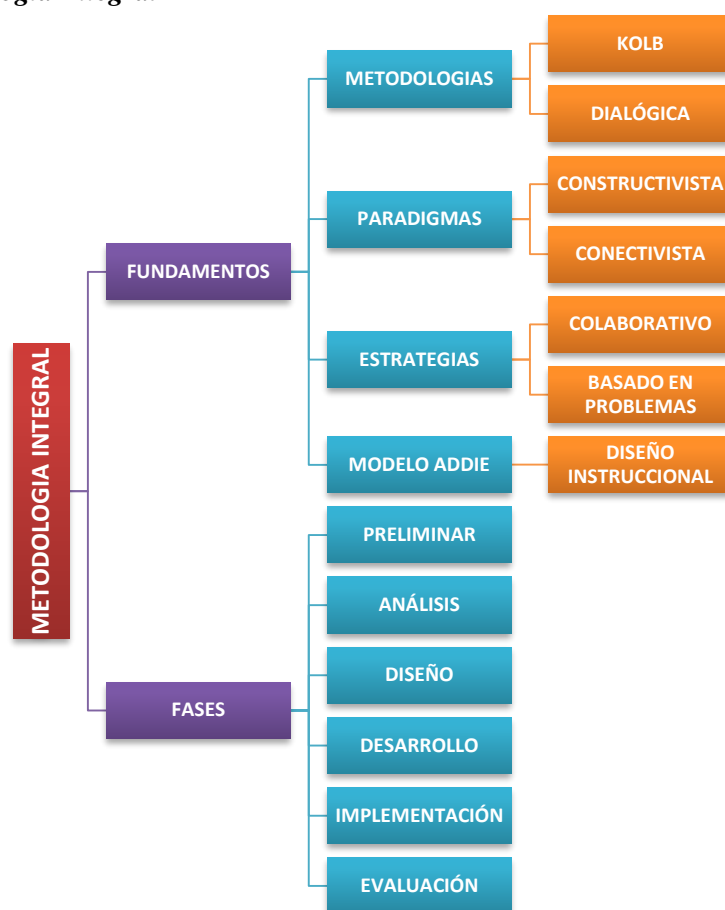 METODOLOGIA INTEGRAL
FUNDAMENTOS
METODOLOGIAS
KOLB
DIALÓGICA
PARADIGMAS
CONSTRUCTIVISTA
CONECTIVISTA
ESTRATEGIAS
COLABORATIVO
BASADO EN
PROBLEMAS
MODELO ADDIE
DISEÑO
INSTRUCCIONAL
FASES
PRELIMINAR
ANÁLISIS
DISEÑO
DESARROLLO
IMPLEMENTACIÓN
EVALUACIÓN